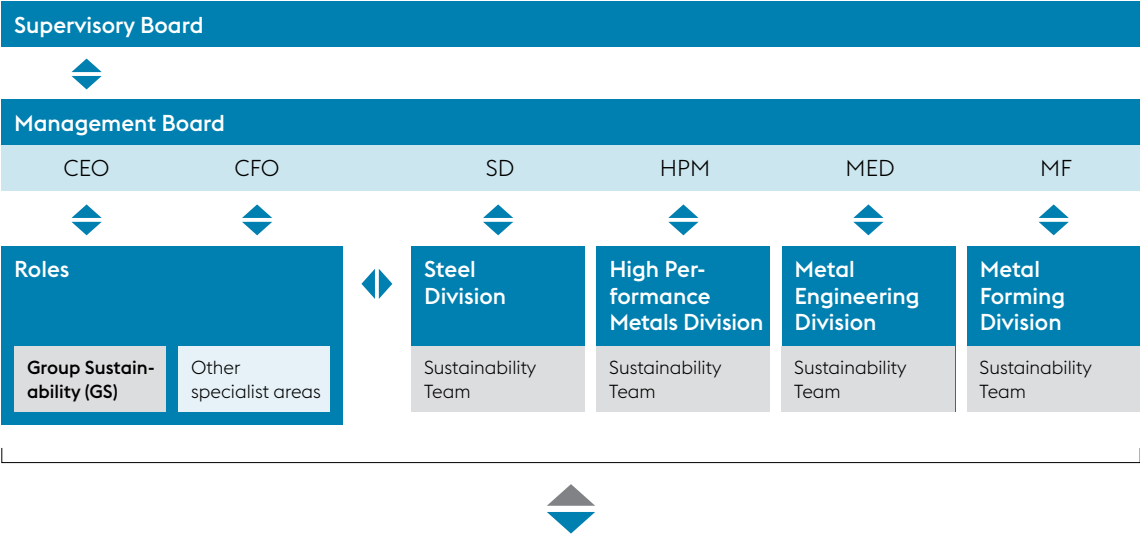 Supervisory Board
Management Board
CEO
CFO
SD
HPM
MED
MF
Roles
Group Sustain-
ability (GS)
Other
specialist areas
Steel
Division
Sustainability
Team
High Per-
formance
Metals Division
Sustainability
Team
Metal
Engineering
Division
Sustainability
Team
Metal
Forming
Division
Sustainability
Team